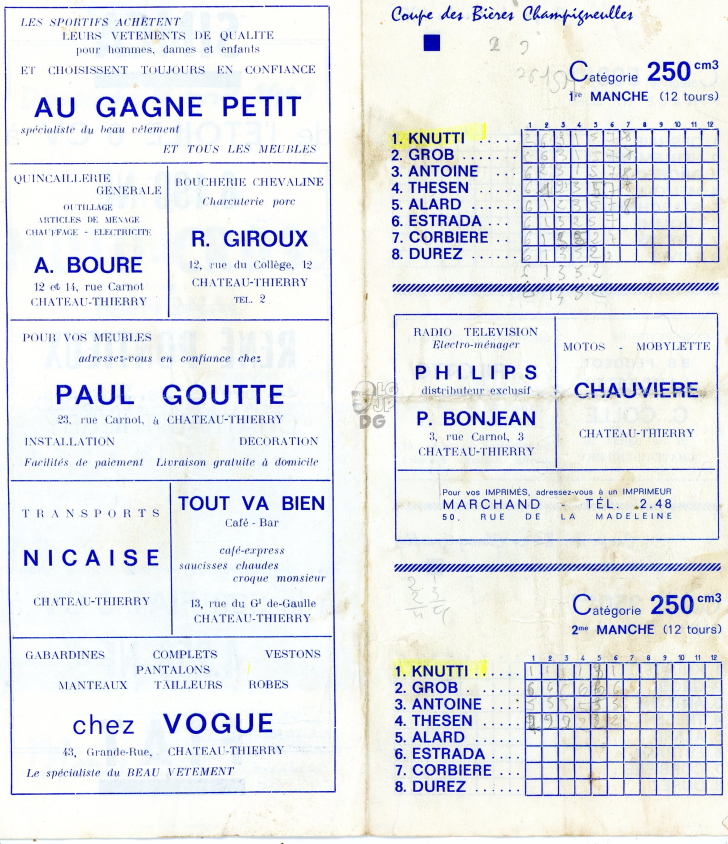 LES SPORTIFS ACHÈTENT
LEURS VETEMENTS DE QUALITE
pour hommes, dames et enfants
ET CHOISISSENT TOUJOURS EN CONFIANCE
AU GAGNE PETIT
spécialiste du beau vêtement
ET TOUS LES MEUBLES
QUINCAILLERIE
GENERALE
OUTILLAGE
ARTICLES DE MENAGE
CHAUFFAGE - ELECTRICITE
A. BOURE
12 et 14, rue Carnot
CHATEAU-THIERRY
BOUCHERIE CHEVALINE
Charcuterie porc
R. GIROUX
12, rue du Collège, 12
CHATEAU-THIERRY
TEL. 2
POUR VOS MEUBLES
adressez-vous en confiance chez
PAUL GOUTTE
23, rue Carnot, à CHATEAU-THIERRY
INSTALLATION DECORATION
Facilités de paiement Livraison gratuite à domicile
TRANSPORTS
NICAISE
CHATEAU-THIERRY
TOUT VA BIEN
Café - Bar
café-express
saucisses chaudes
croque monsieur
13, rue du Gl de-Gaulle
CHATEAU-THIERRY
GABARDINES COMPLETS VESTONS
PANTALONS
MANTEAUX TAILLEURS ROBES
chez VOGUE
43, Grande-Rue, CHATEAU-THIERRY
Le spécialiste du BEAU VETEMENT
Coupe des Bières Champigneulles
Catégorie 250 cm3
1re MANCHE (12 tours)
1 2 3 4 5 6 7 8 9 10 11 12
1. KNUTTI .....
2. GROB ......
3. ANTOINE ...
4. THESEN ....
5. ALARD .....
6. ESTRADA ...
7. CORBIERE ..
8. DUREZ .....
RADIO TELEVISION
Electro-ménager
PHILIPS
distributeur exclusif
P. BONJEAN
3, rue Carnot, 3
CHATEAU-THIERRY
MOTOS - MOBYLETTE
CHAUVIERE
CHATEAU-THIERRY
Pour vos IMPRIMÉS, adressez-vous à un IMPRIMEUR
MARCHAND - TÉL. 2.48
50, RUE DE LA MADELEINE
Catégorie 250 cm3
2me MANCHE (12 tours)
1 2 3 4 5 6 7 8 9 10 11 12
1. KNUTTI .....
2. GROB . .....
3. ANTOINE ....
4. THESEN .....
5. ALARD .....
6. ESTRADA ...
7. CORBIERE ...
8. DUREZ .....